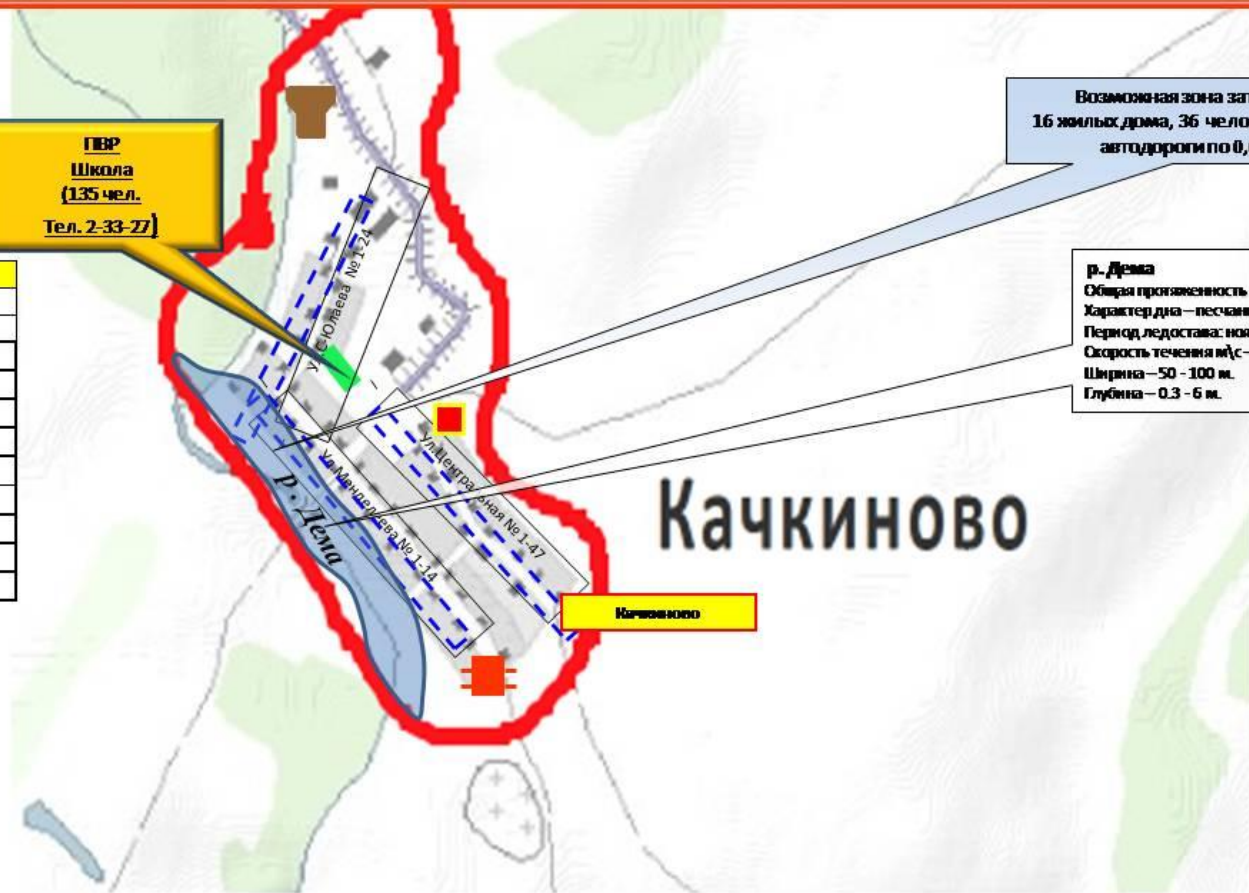 Возможная зона зат
16 жилых дома, 36 чело
автодороги по 0,
ПВР
Школа
(135 чел.
Тел. 2-33-27)
р. Дема
Общая протяженность
Характер дна – песчан
Период ледостава: ноя
Скорость течения м\с –
Ширина – 50 - 100 м.
Глубина – 0.3 - 6 м.
Ул. С-Юлаева № 1-24
Ул.Центральная № 1-47
Ул.Менделеева № 1-14
р. Дема
Качкиново
Качкиново